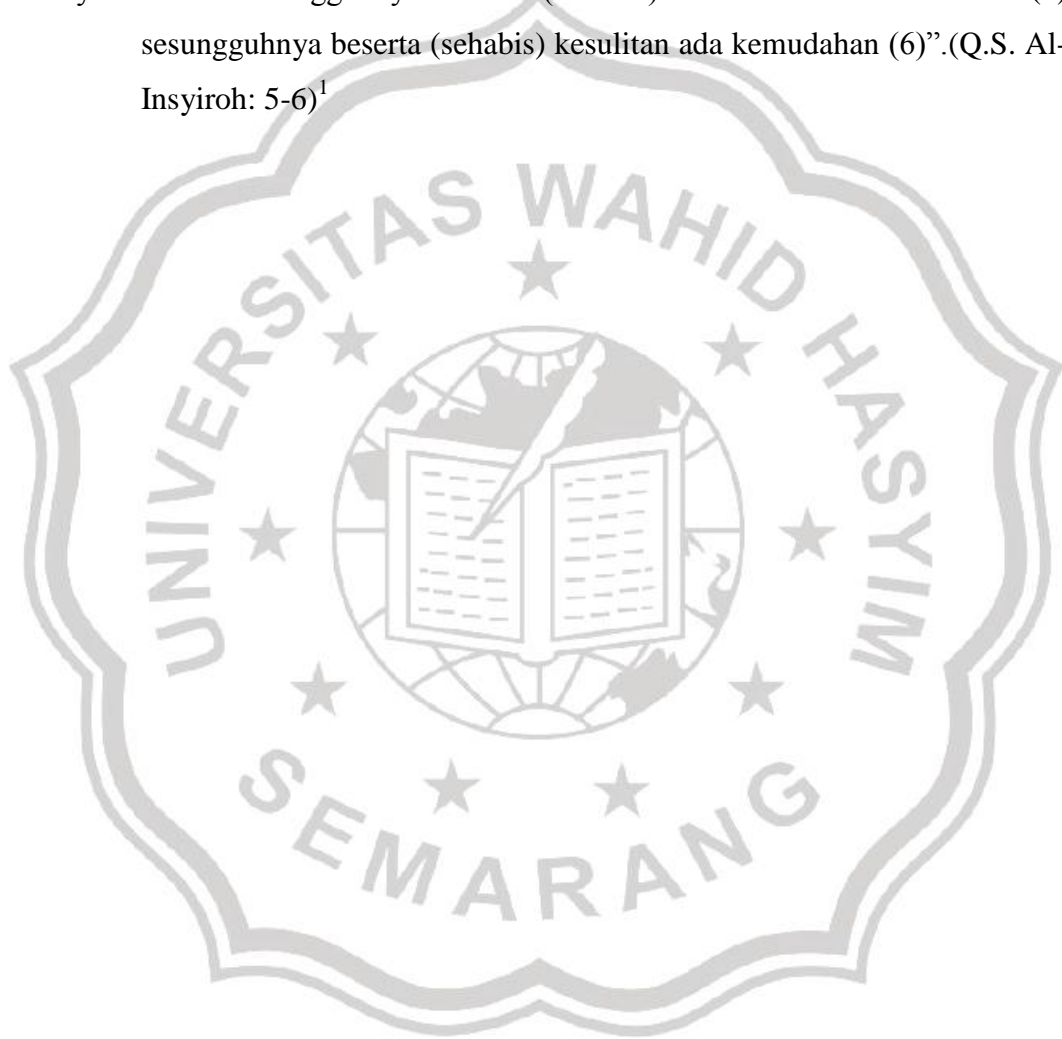 sesungguhnya beserta (sehabis) kesulitan ada kemudahan (6)”.(Q.S. Al-
Insyiroh: 5-6)¹
UNIVERSITAS WAHID HASYIM
SEMARANG